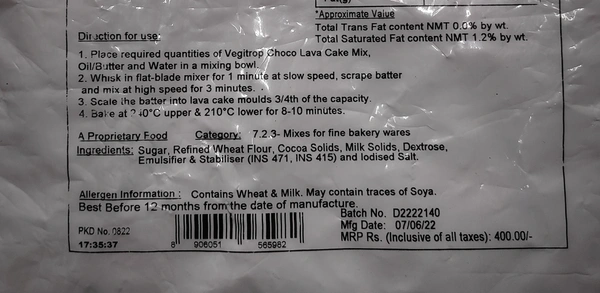 *Approximate Value
Total Trans Fat content NMT 0.0% by wt.
Total Saturated Fat content NMT 1.2% by wt.
Direction for use:
1. Place required quantities of Vegitrop Choco Lava Cake Mix,
Oil/Butter and Water in a mixing bowl.
2. Whisk in flat-blade mixer for 1 minute at slow speed, scrape batter
and mix at high speed for 3 minutes.
3. Scale the batter into lava cake moulds 3/4th of the capacity.
4. Bake at upper & 210°C lower for 8-10 minutes.
A Proprietary Food Category: 7.2.3- Mixes for fine bakery wares
Ingredients: Sugar, Refined Wheat Flour, Cocoa Solids, Milk Solids, Dextrose,
Emulsifier & Stabiliser (INS 471, INS 415) and Iodised Salt.
Allergen Information : Contains Wheat & Milk. May contain traces of Soya.
Best Before 12 months from the date of manufacture.
Batch No. D2222140
PKD No. 0822
Mfg Date: 07/06/22
17:35:37
MRP Rs. (Inclusive of all taxes): 400.00/-
8 906051 565982